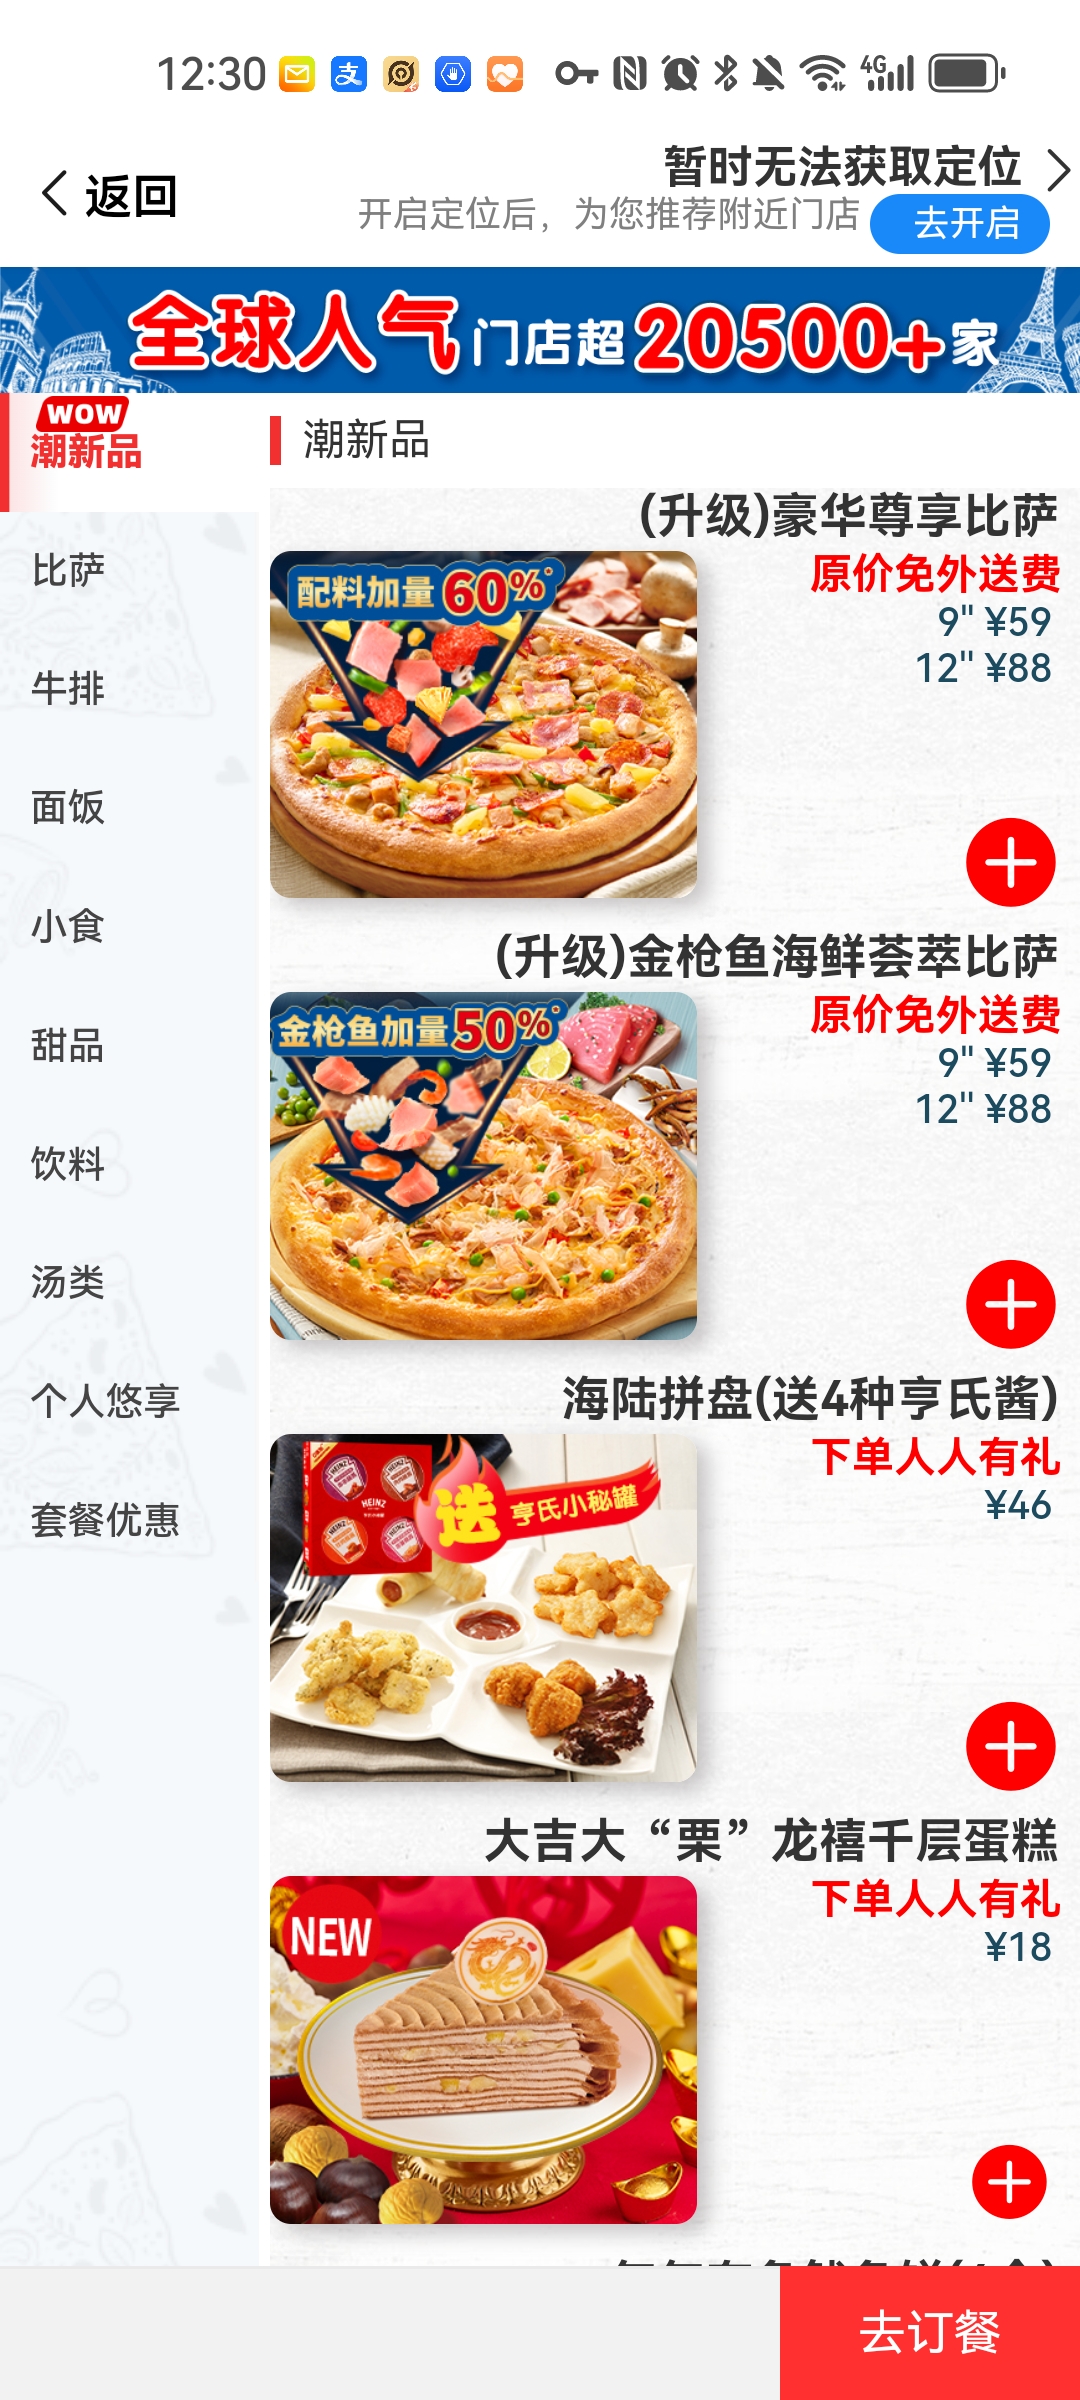 12:30
4G
返回
暂时无法获取定位
开启定位后，为您推荐附近门店
去开启
全球人气门店超20500+家
WOW
潮新品
比萨
牛排
面饭
小食
甜品
饮料
汤类
个人悠享
套餐优惠
潮新品
(升级)豪华尊享比萨
配料加量60%*
原价免外送费
9" ¥59
12" ¥88
(升级)金枪鱼海鲜荟萃比萨
金枪鱼加量50%*
原价免外送费
9" ¥59
12" ¥88
海陆拼盘(送4种亨氏酱)
HEINZ
送亨氏小秘罐
下单人人有礼
¥46
大吉大“栗”龙禧千层蛋糕
NEW
下单人人有礼
¥18
去订餐